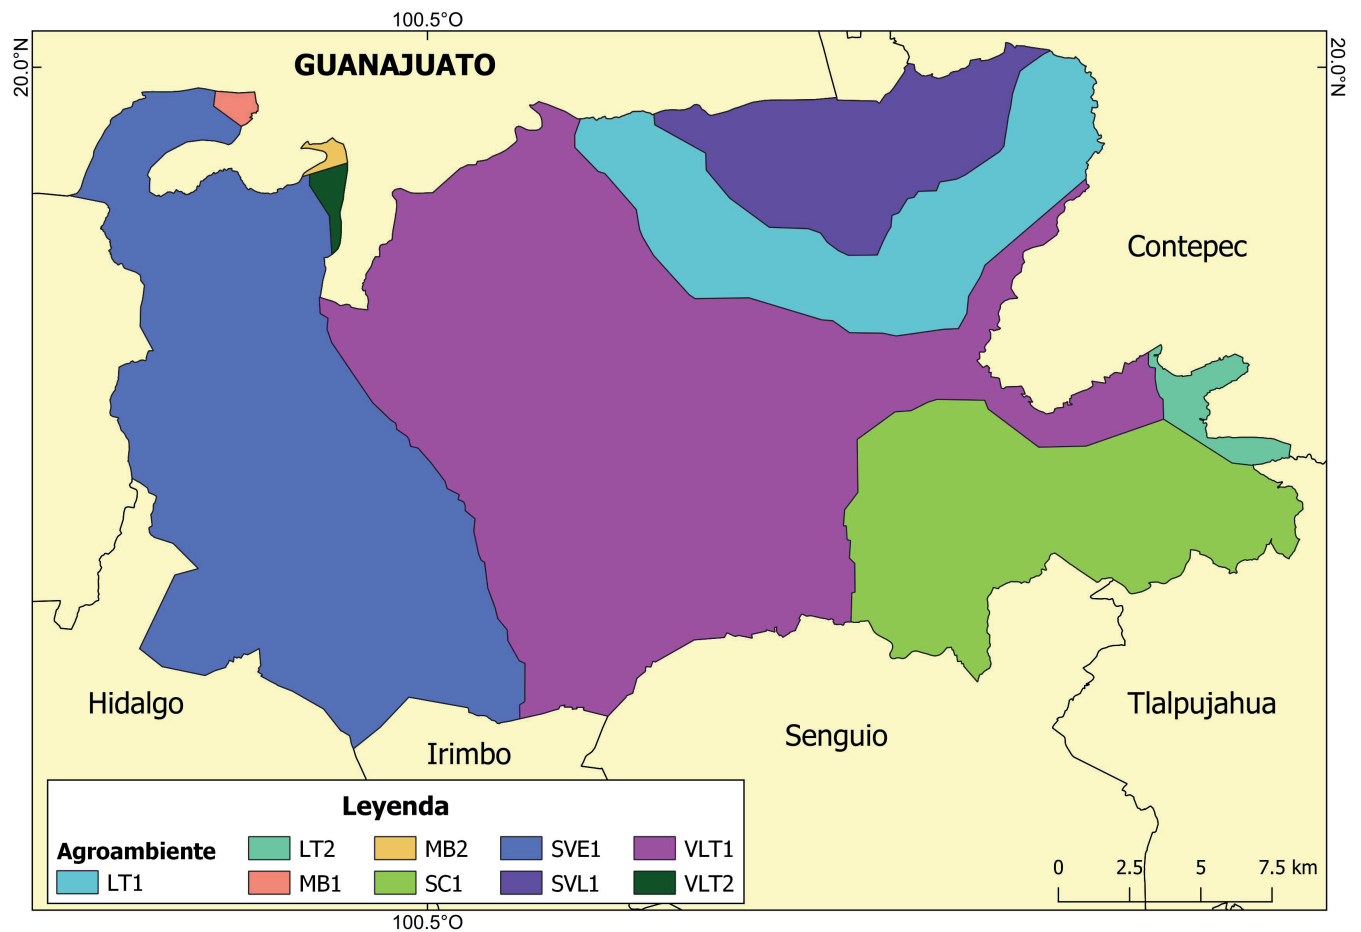 100.5°O
20.0°N
20.0°N
GUANAJUATO
Contepec
Hidalgo
Irimbo
Senguio
Tlalpujahua
Leyenda
Agroambiente
LT1
LT2
MB1
MB2
SC1
SVE1
SVL1
VLT1
VLT2
0 2.5 5 7.5 km
100.5°O